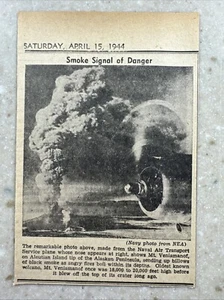 SATURDAY, APRIL 15, 1944
Smoke Signal of Danger
(Navy photo from NEA)
The remarkable photo above, made from the Naval Air Transport
Service plane whose nose appears at right, shows Mt. Veniamanof,
on Aleutian Island tip of the Alaskan Peninsula, sending up billows
of black smoke as angry fires boil within its depths. Oldest known
volcano, Mt. Veniamanof once was 18,000 to 20,000 feet high before
it blew off the top of its crater long ago.